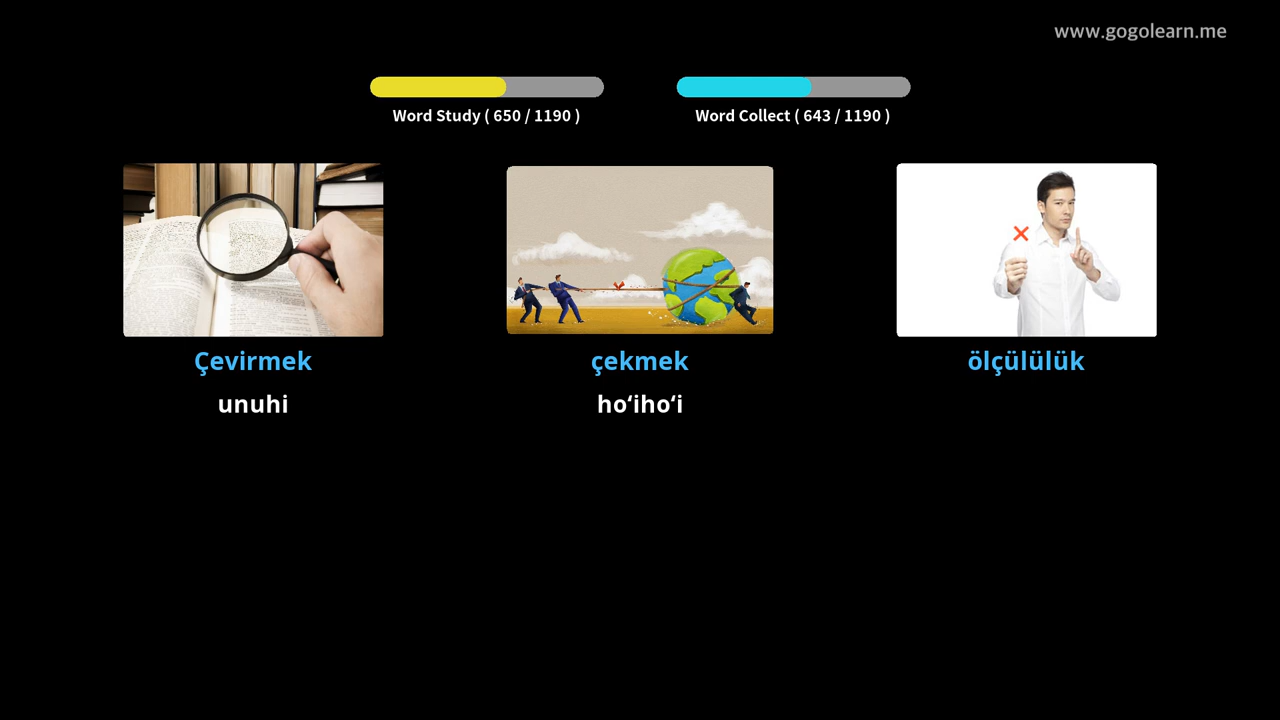 www.gogolearn.me
Word Study ( 650 / 1190 )
Word Collect ( 643 / 1190 )
Çevirmek
çekmek
ölçülülük
unuhi
hoʻihoʻi